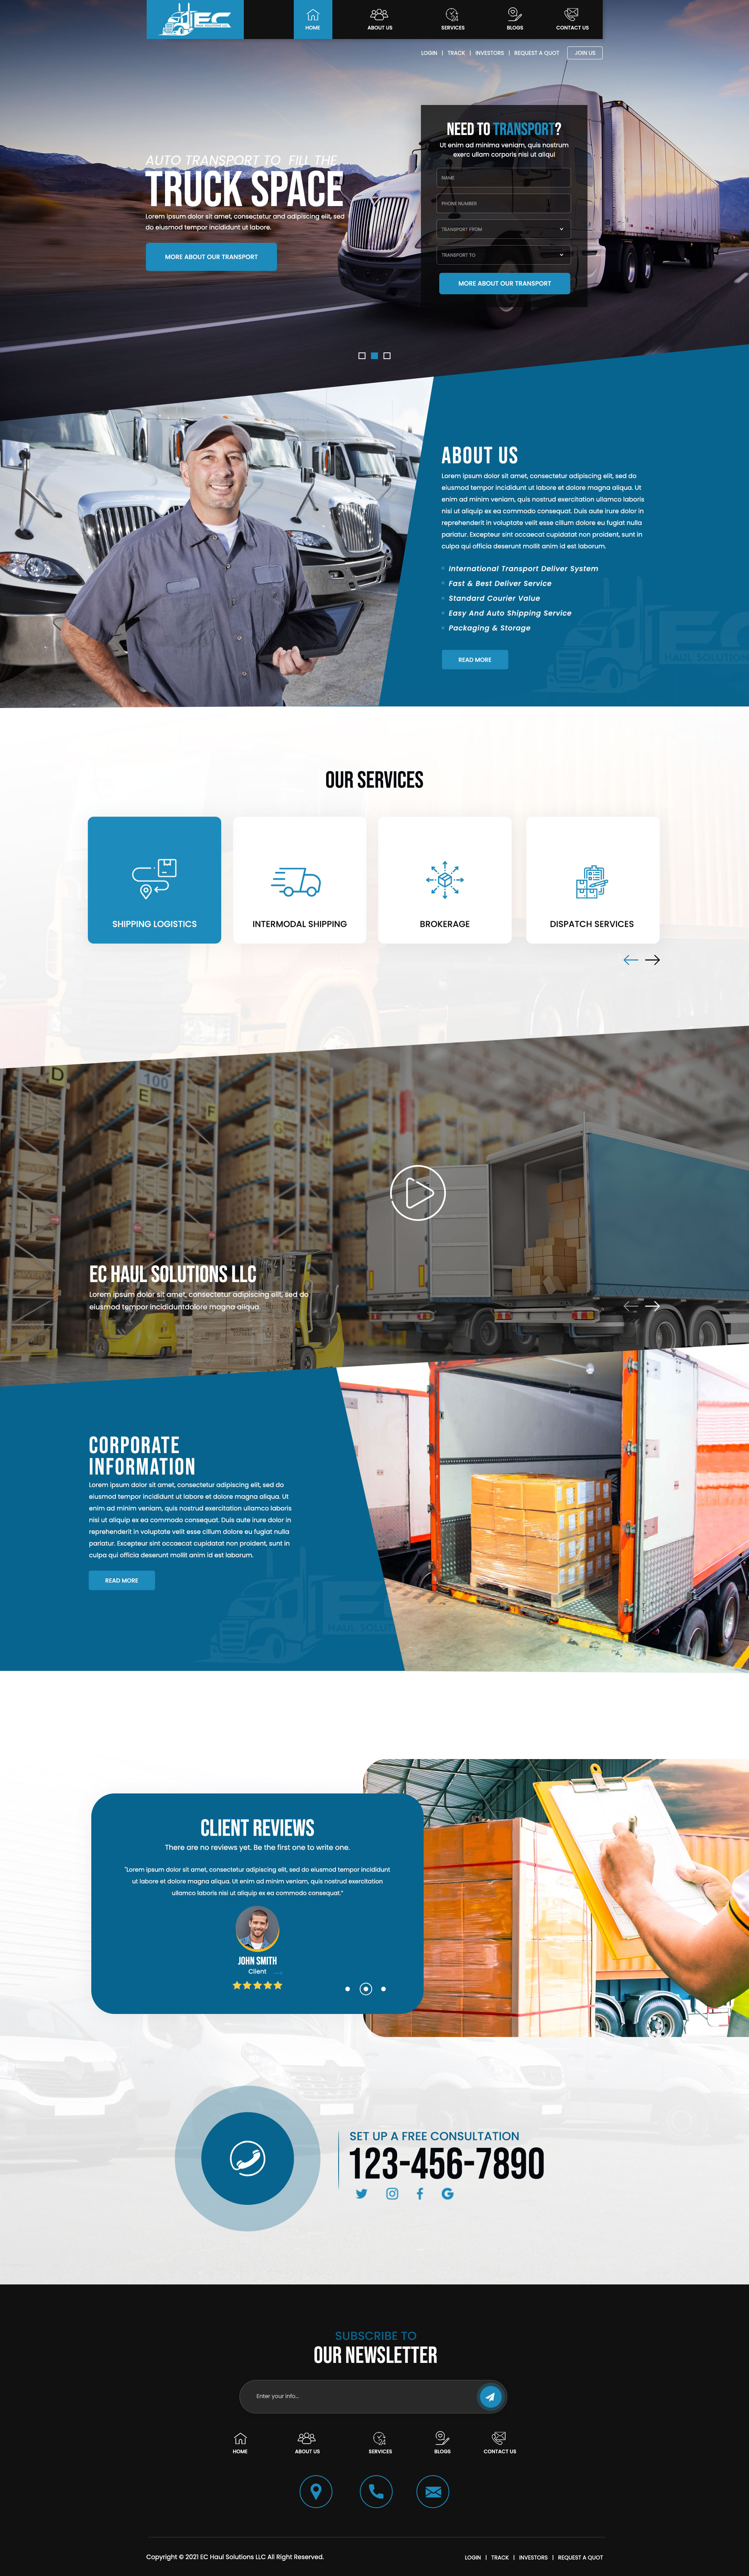 EC
HAUL SOLUTIONS LLC
HOME
ABOUT US
SERVICES
BLOGS
CONTACT US
LOGIN | TRACK | INVESTORS | REQUEST A QUOT
JOIN US
AUTO TRANSPORT TO FILL THE
TRUCK SPACE
Lorem ipsum dolor sit amet, consectetur and adipiscing elit, sed
do eiusmod tempor incididunt ut labore.
MORE ABOUT OUR TRANSPORT
NEED TO TRANSPORT?
Ut enim ad minima veniam, quis nostrum
exerc ullam corporis nisi ut aliqui
NAME
PHONE NUMBER
TRANSPORT FROM
TRANSPORT TO
MORE ABOUT OUR TRANSPORT
ABOUT US
Lorem ipsum dolor sit amet, consectetur adipiscing elit, sed do
eiusmod tempor incididunt ut labore et dolore magna aliqua. Ut
enim ad minim veniam, quis nostrud exercitation ullamco laboris
nisi ut aliquip ex ea commodo consequat. Duis aute irure dolor in
reprehenderit in voluptate velit esse cillum dolore eu fugiat nulla
pariatur. Excepteur sint occaecat cupidatat non proident, sunt in
culpa qui officia deserunt mollit anim id est laborum.
International Transport Deliver System
Fast & Best Deliver Service
Standard Courier Value
Easy And Auto Shipping Service
Packaging & Storage
READ MORE
EC
HAUL SOLUTION
OUR SERVICES
SHIPPING LOGISTICS
INTERMODAL SHIPPING
BROKERAGE
DISPATCH SERVICES
D
100
E
F
G
EC HAUL SOLUTIONS LLC
Lorem ipsum dolor sit amet, consectetur adipiscing elit, sed do
eiusmod tempor incididuntdolore magna aliqua.
CORPORATE
INFORMATION
Lorem ipsum dolor sit amet, consectetur adipiscing elit, sed do
eiusmod tempor incididunt ut labore et dolore magna aliqua. Ut
enim ad minim veniam, quis nostrud exercitation ullamco laboris
nisi ut aliquip ex ea commodo consequat. Duis aute irure dolor in
reprehenderit in voluptate velit esse cillum dolore eu fugiat nulla
pariatur. Excepteur sint occaecat cupidatat non proident, sunt in
culpa qui officia deserunt mollit anim id est laborum.
READ MORE
CLIENT REVIEWS
There are no reviews yet. Be the first one to write one.
"Lorem ipsum dolor sit amet, consectetur adipiscing elit, sed do eiusmod tempor incididunt
ut labore et dolore magna aliqua. Ut enim ad minim veniam, quis nostrud exercitation
ullamco laboris nisi ut aliquip ex ea commodo consequat."
JOHN SMITH
Client
SET UP A FREE CONSULTATION
123-456-7890
SUBSCRIBE TO
OUR NEWSLETTER
Enter your info...
HOME
ABOUT US
SERVICES
BLOGS
CONTACT US
Copyright © 2021 EC Haul Solutions LLC All Right Reserved.
LOGIN | TRACK | INVESTORS | REQUEST A QUOT